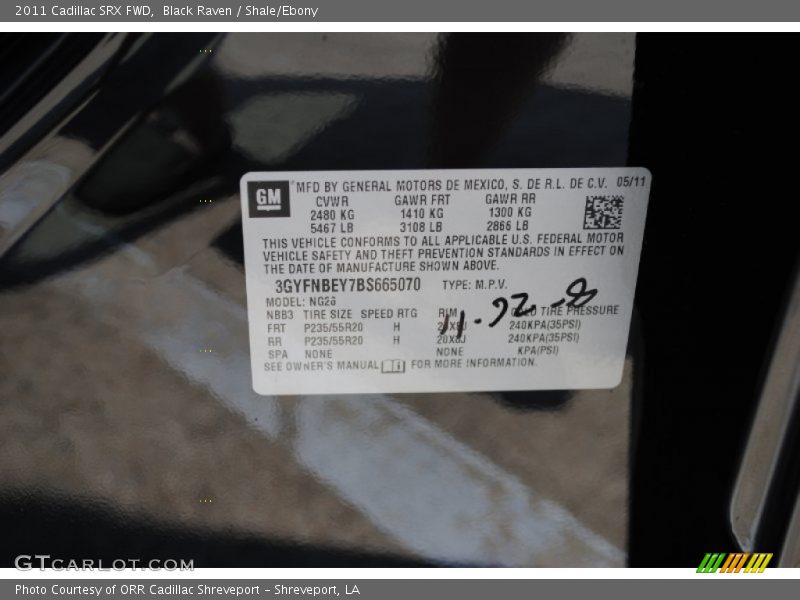 2011 Cadillac SRX FWD, Black Raven / Shale/Ebony
GM
MFD BY GENERAL MOTORS DE MEXICO, S. DE R.L. DE C.V. 05/11
GVWR GAWR FRT GAWR RR
2480 KG 1410 KG 1300 KG
5467 LB 3108 LB 2866 LB
THIS VEHICLE CONFORMS TO ALL APPLICABLE U.S. FEDERAL MOTOR
VEHICLE SAFETY AND THEFT PREVENTION STANDARDS IN EFFECT ON
THE DATE OF MANUFACTURE SHOWN ABOVE.
3GYFNBEY7BS665070 TYPE: M.P.V.
MODEL: NG26
NBB3 TIRE SIZE SPEED RTG RIM COLD TIRE PRESSURE
FRT P235/55R20 H 20X8J 240KPA(35PSI)
RR P235/55R20 H 20X8J 240KPA(35PSI)
SPA NONE NONE KPA(PSI)
SEE OWNER'S MANUAL FOR MORE INFORMATION.
GTCARLOT.COM
Photo Courtesy of ORR Cadillac Shreveport - Shreveport, LA